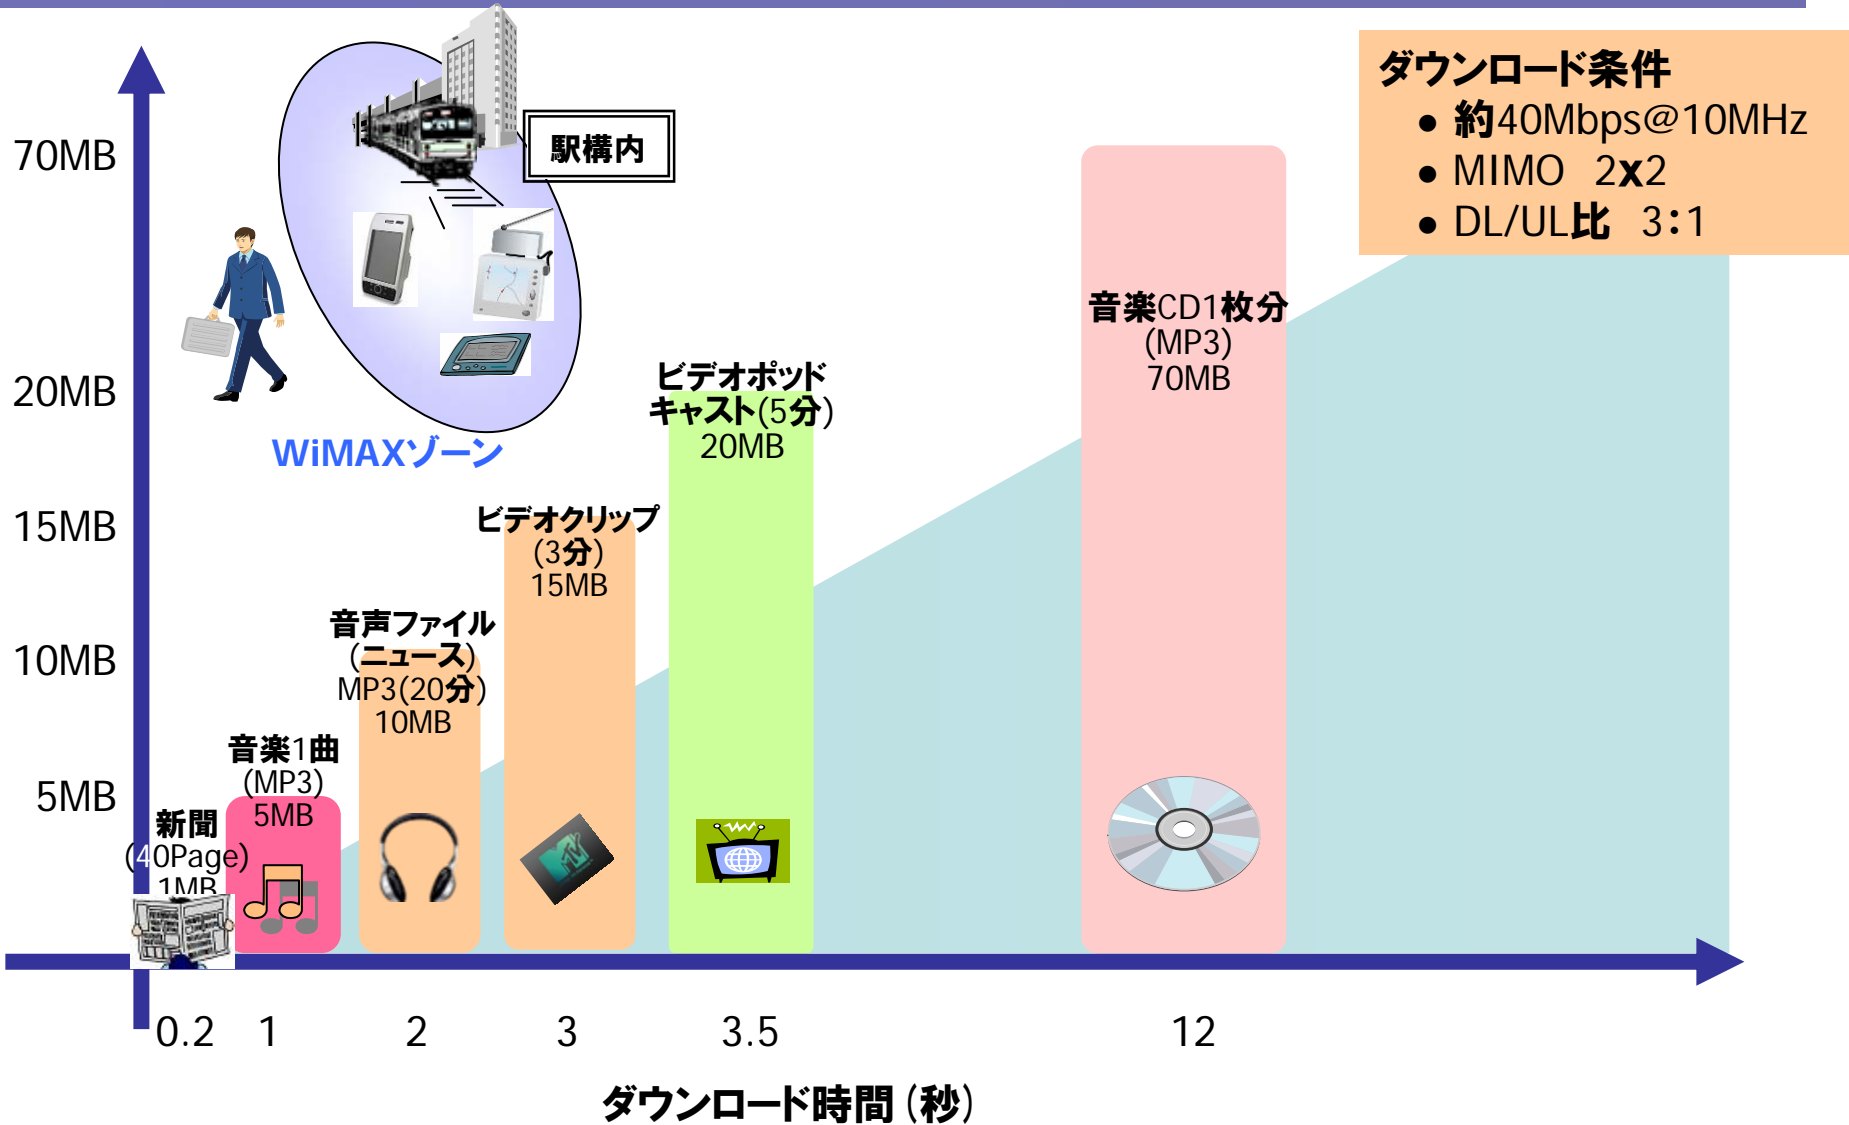 ダウンロード条件
● 約40Mbps@10MHz
● MIMO 2x2
● DL/UL比 3:1
駅構内
WiMAXゾーン
70MB
20MB
15MB
10MB
5MB
新聞
(40Page)
1MB
音楽1曲
(MP3)
5MB
音声ファイル
(ニュース)
MP3(20分)
10MB
ビデオクリップ
(3分)
15MB
ビデオポッド
キャスト(5分)
20MB
音楽CD1枚分
(MP3)
70MB
0.2 1 2 3 3.5 12
ダウンロード時間(秒)